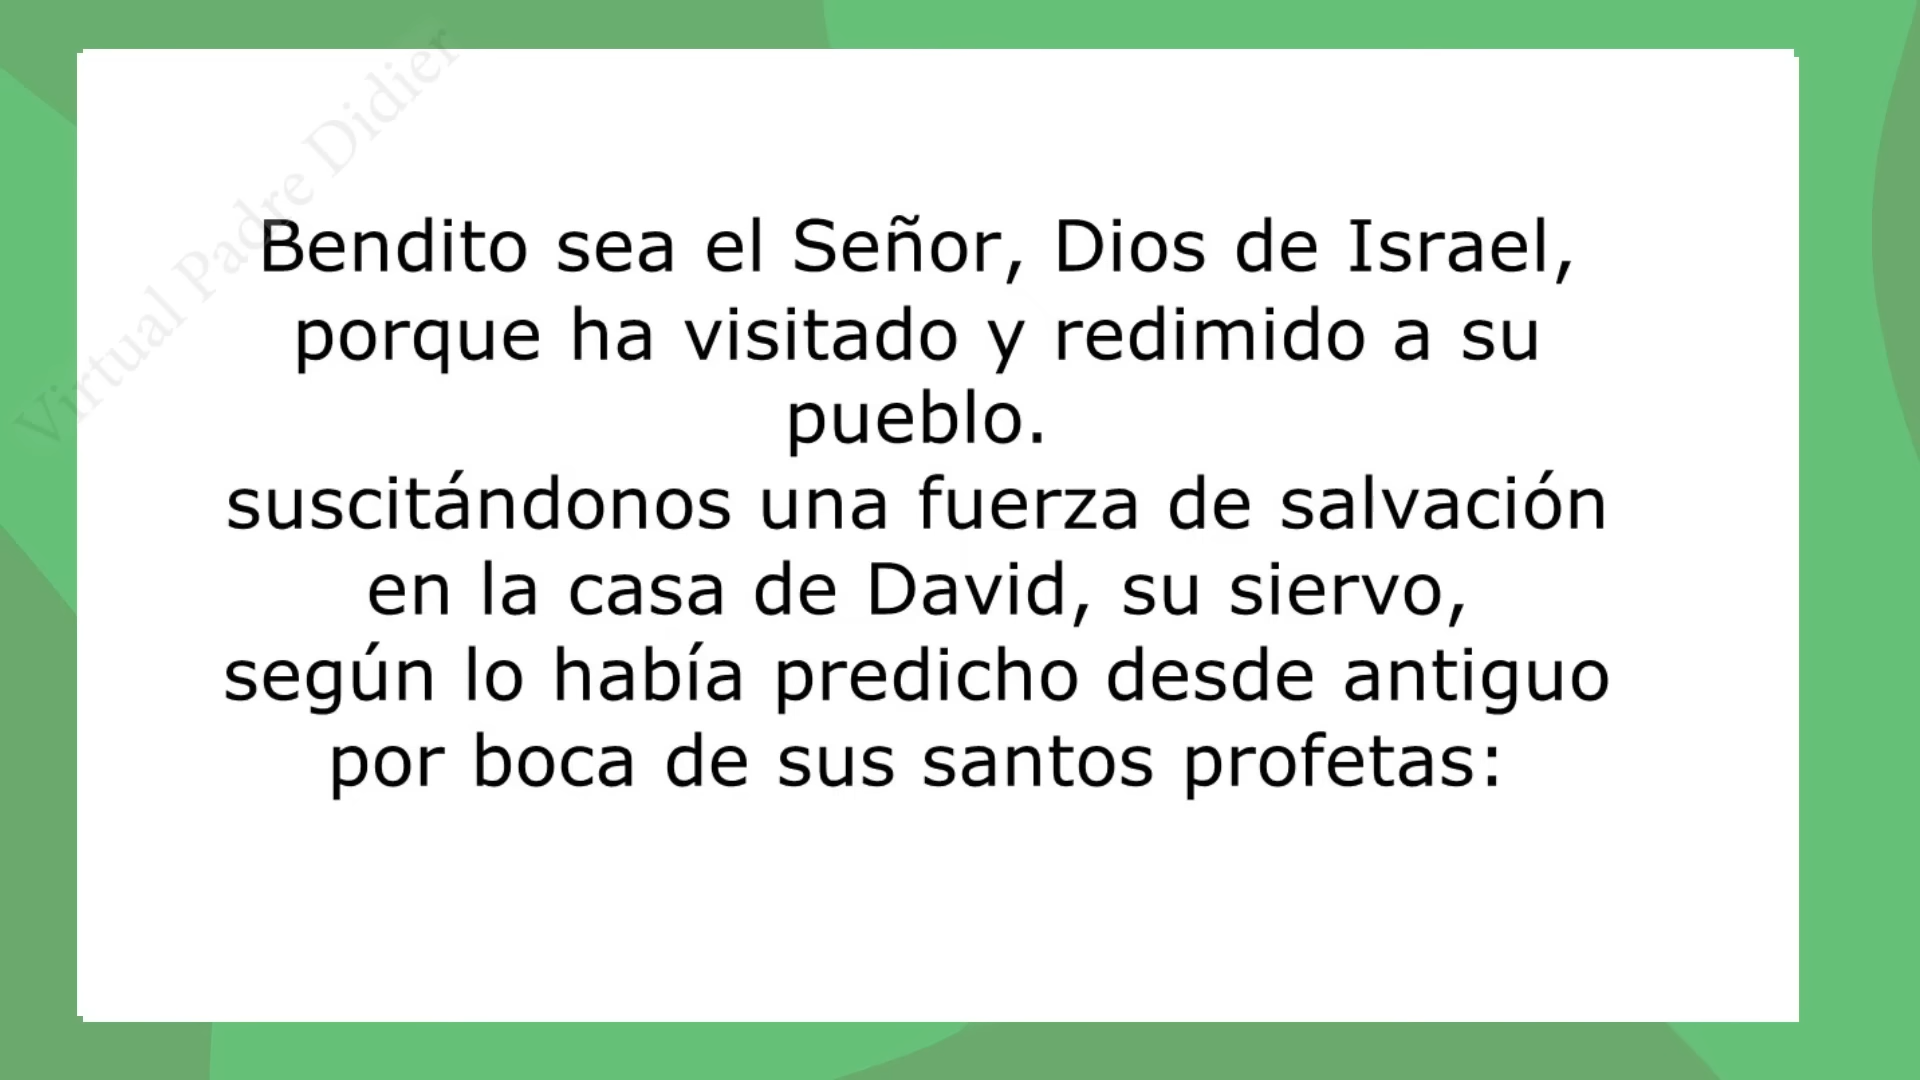 Virtual Padre Didier
Bendito sea el Señor, Dios de Israel,
porque ha visitado y redimido a su
pueblo.
suscitándonos una fuerza de salvación
en la casa de David, su siervo,
según lo había predicho desde antiguo
por boca de sus santos profetas: